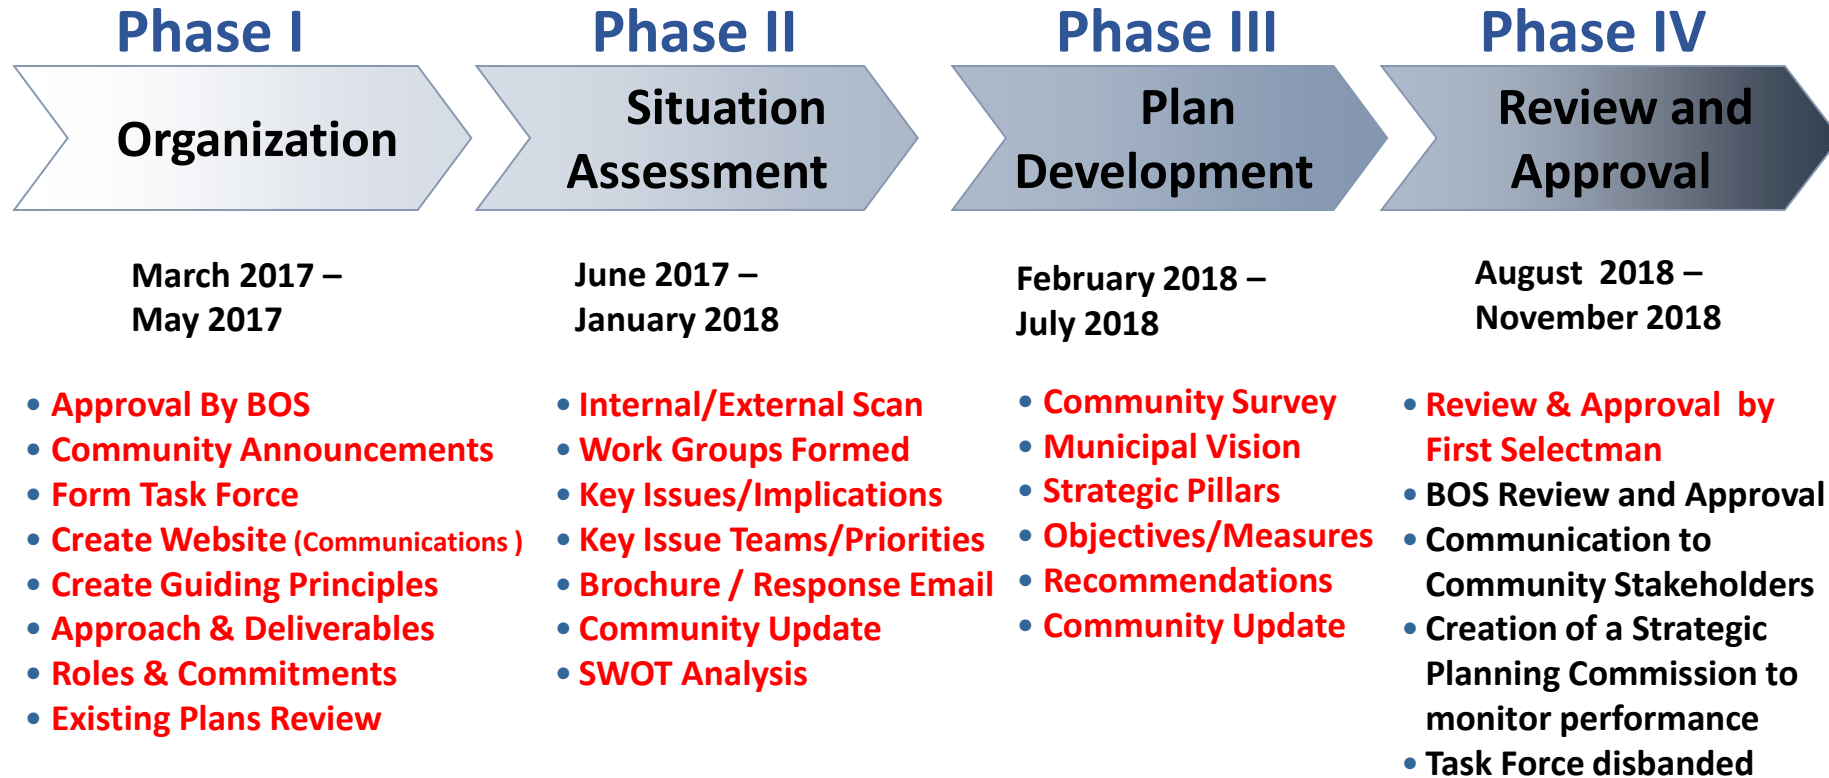 Phase I
Organization
March 2017 –
May 2017
• Approval By BOS
• Community Announcements
• Form Task Force
• Create Website (Communications )
• Create Guiding Principles
• Approach & Deliverables
• Roles & Commitments
• Existing Plans Review
Phase II
Situation
Assessment
June 2017 –
January 2018
• Internal/External Scan
• Work Groups Formed
• Key Issues/Implications
• Key Issue Teams/Priorities
• Brochure / Response Email
• Community Update
• SWOT Analysis
Phase III
Plan
Development
February 2018 –
July 2018
• Community Survey
• Municipal Vision
• Strategic Pillars
• Objectives/Measures
• Recommendations
• Community Update
Phase IV
Review and
Approval
August  2018 –
November 2018
• Review & Approval  by
First Selectman
• BOS Review and Approval
• Communication to
Community Stakeholders
• Creation of a Strategic
Planning Commission to
monitor performance
• Task Force disbanded